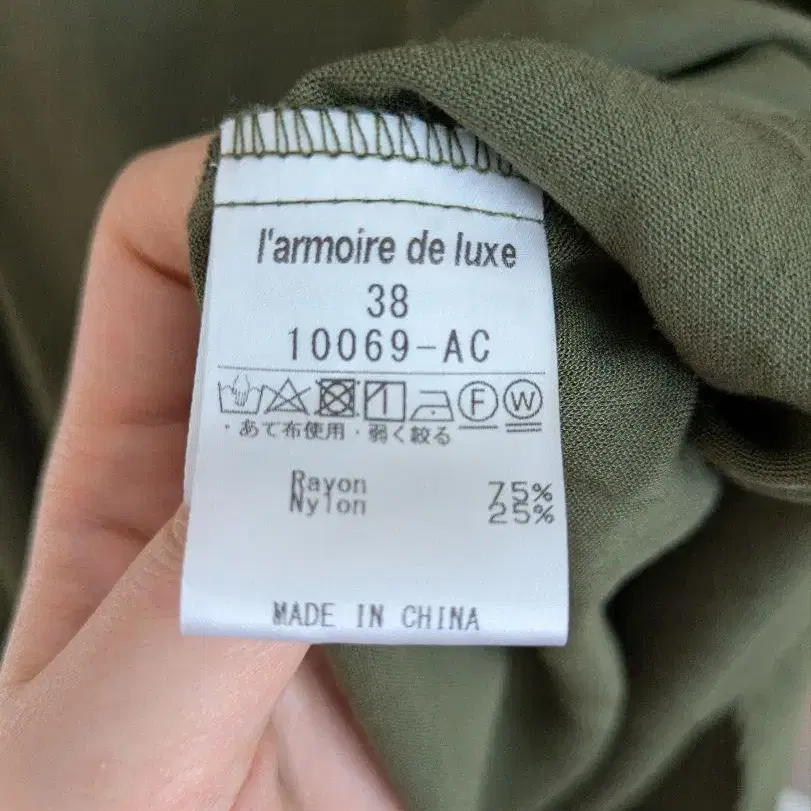 l'armoire de luxe
38
10069-AC
F W
・あて布使用・弱く絞る
Rayon 75%
Nylon 25%
MADE IN CHINA